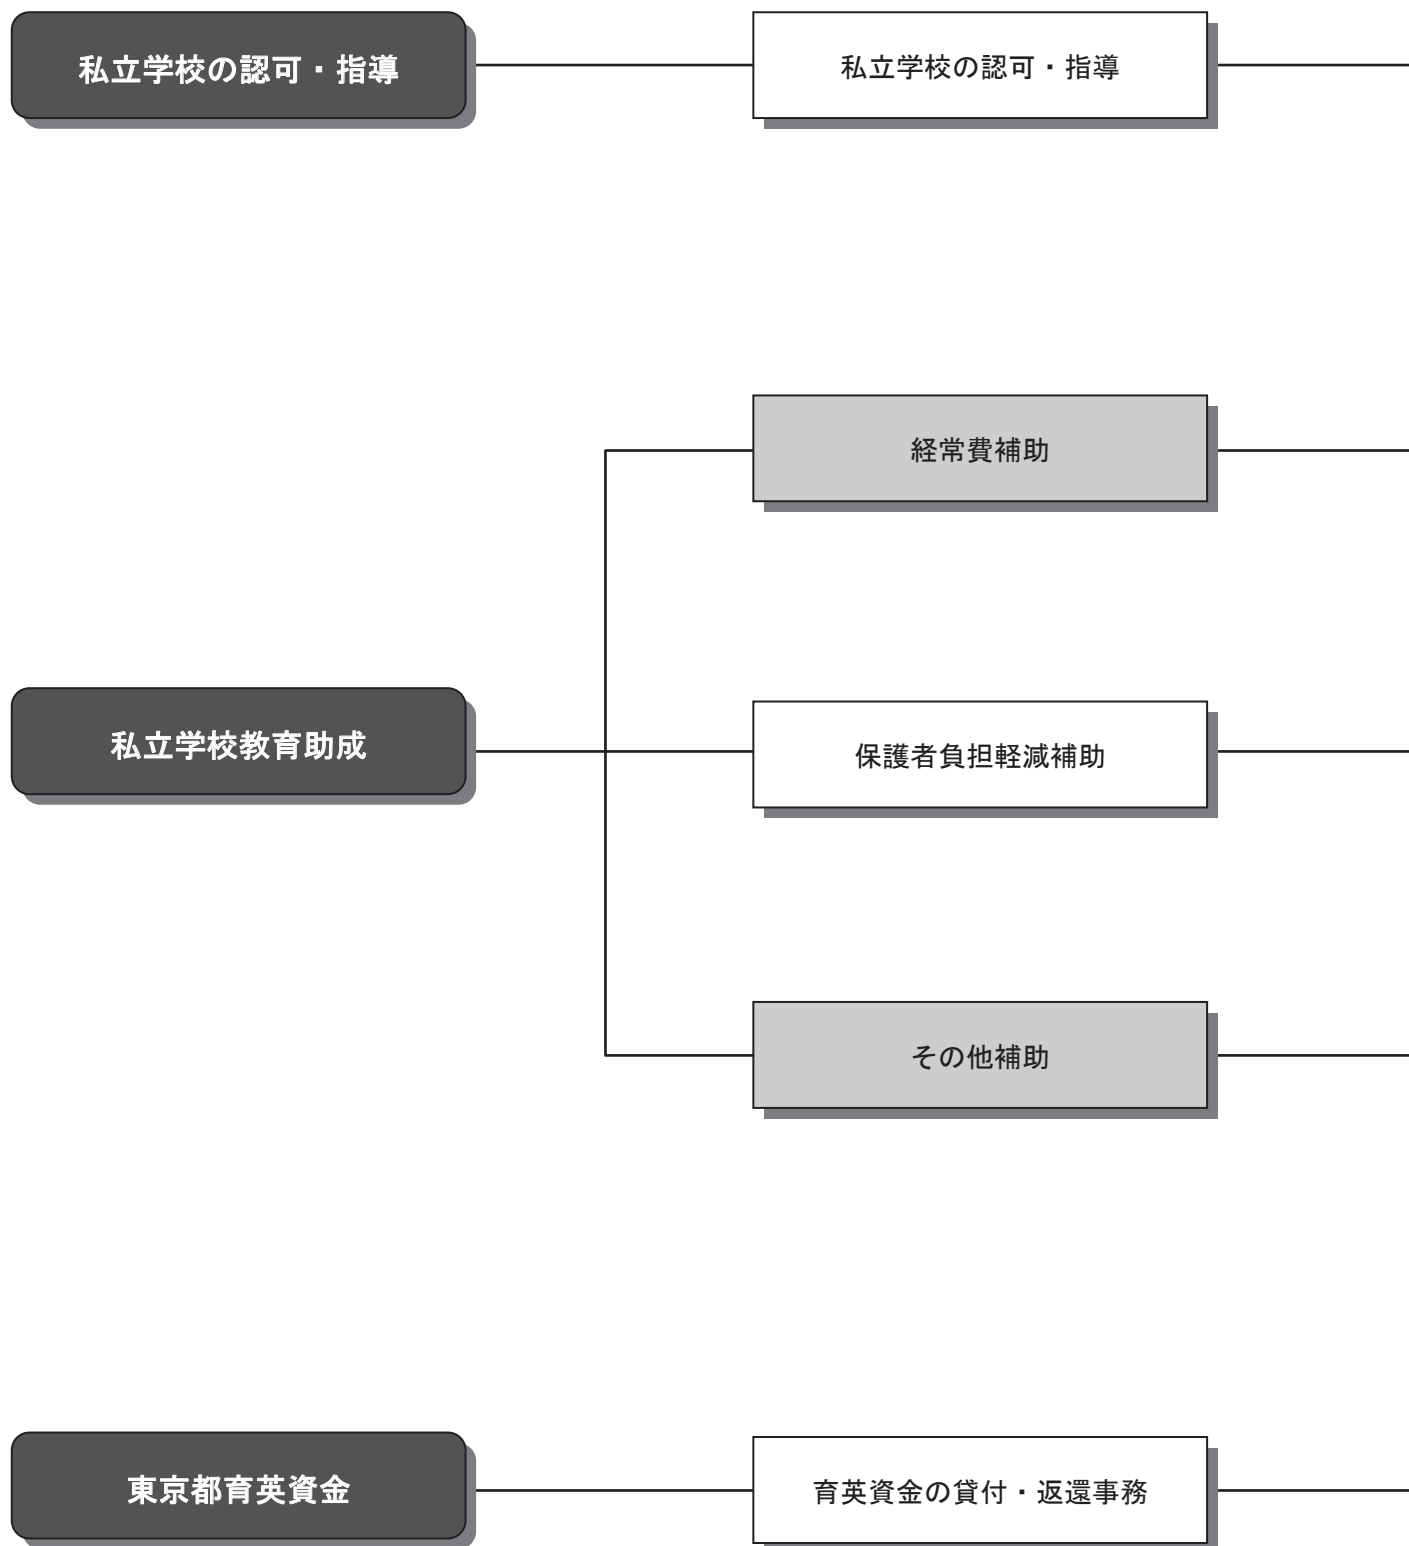 私立学校の認可・指導
私立学校の認可・指導
経常費補助
私立学校教育助成
保護者負担軽減補助
その他補助
東京都育英資金
育英資金の貸付・返還事務